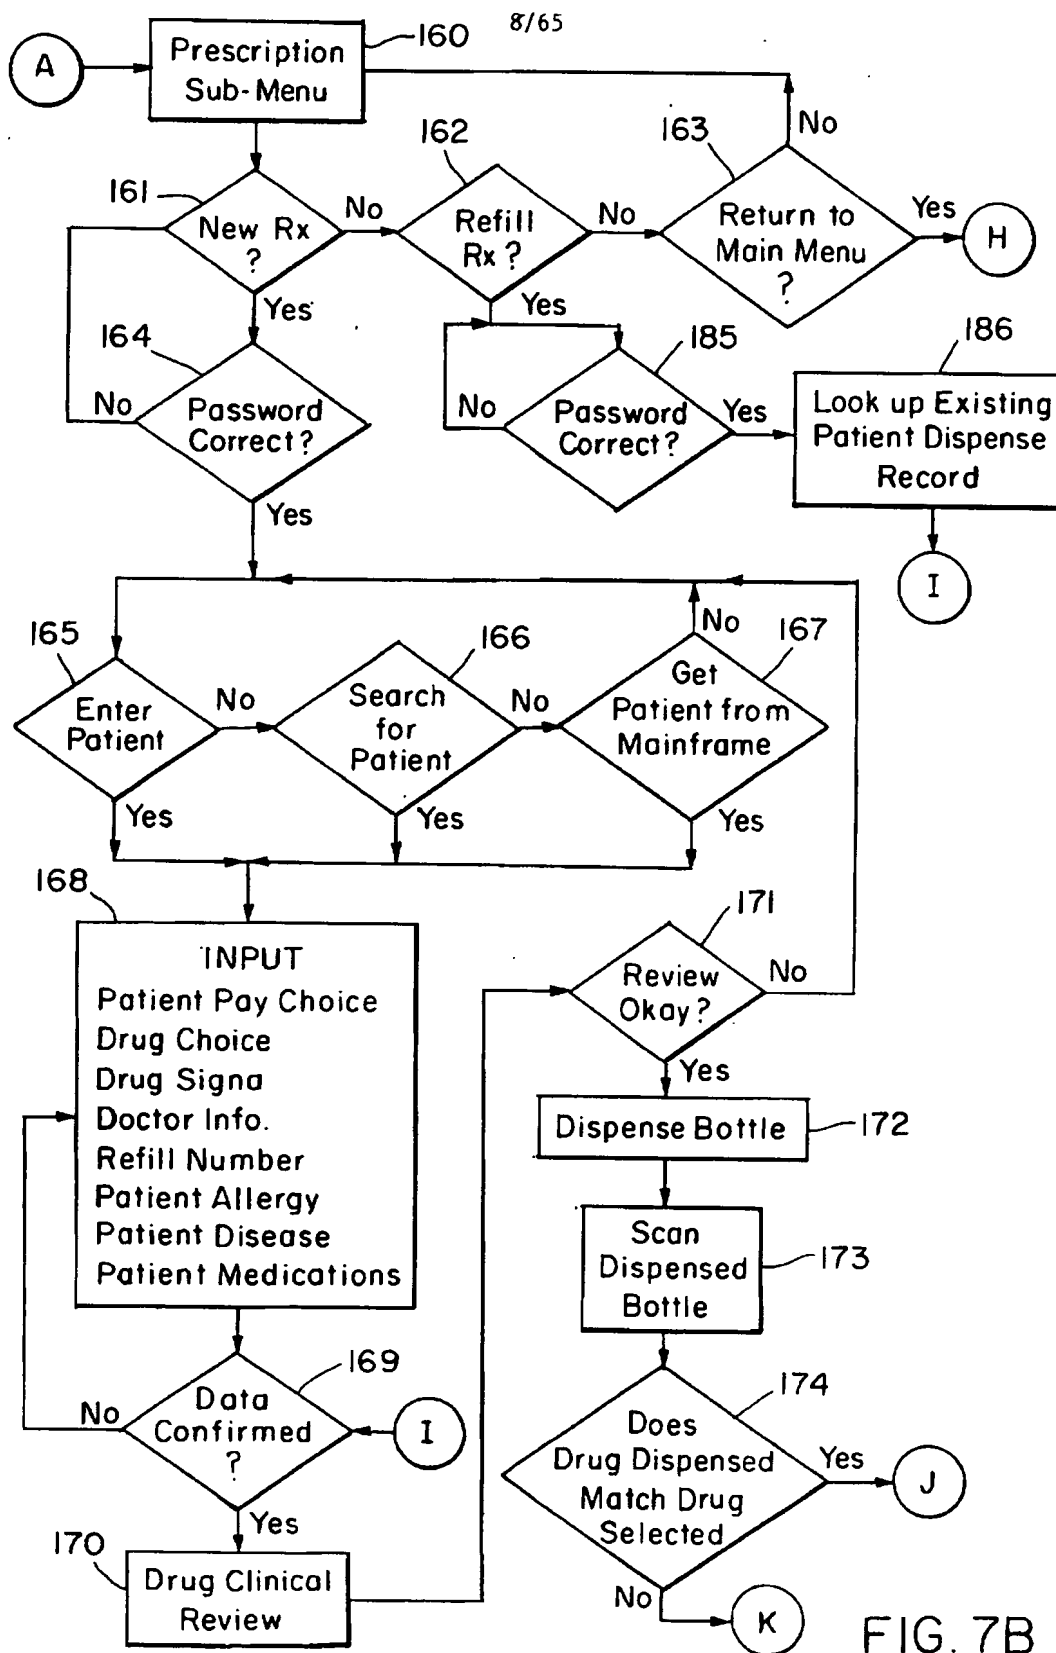 8/65
A
Prescription
Sub-Menu
160
No
161
New Rx
?
No
162
Refill
Rx?
No
163
Return to
Main Menu
?
Yes
H
Yes
Yes
164
No
Password
Correct?
Yes
185
No
Password
Correct?
Yes
186
Look up Existing
Patient Dispense
Record
I
165
Enter
Patient
No
Yes
166
Search
for
Patient
No
Yes
167
No
Get
Patient from
Mainframe
Yes
168
INPUT
Patient Pay Choice
Drug Choice
Drug Signa
Doctor Info.
Refill Number
Patient Allergy
Patient Disease
Patient Medications
169
No
Data
Confirmed
?
I
Yes
170
Drug Clinical
Review
171
Review
Okay?
No
Yes
Dispense Bottle
172
Scan
Dispensed
Bottle
173
174
Does
Drug Dispensed
Match Drug
Selected
Yes
J
No
K
FIG. 7B